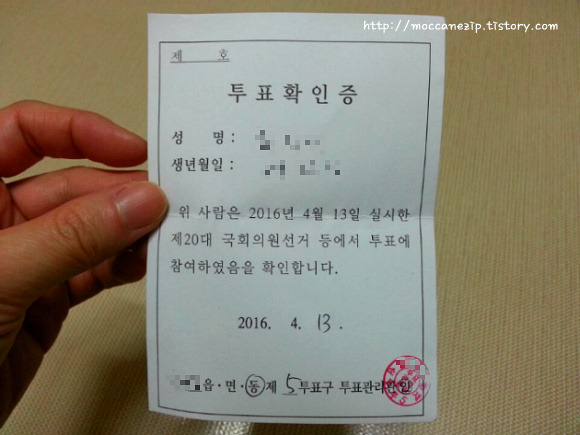 http://moccanezip.tistory.com
제 호
투표확인증
성 명 :
생년월일 :
위 사람은 2016년 4월 13일 실시한
제20대 국회의원선거 등에서 투표에
참여하였음을 확인합니다.
2016. 4. 13.
읍·면·동 제 5 투표구 투표관리관 인